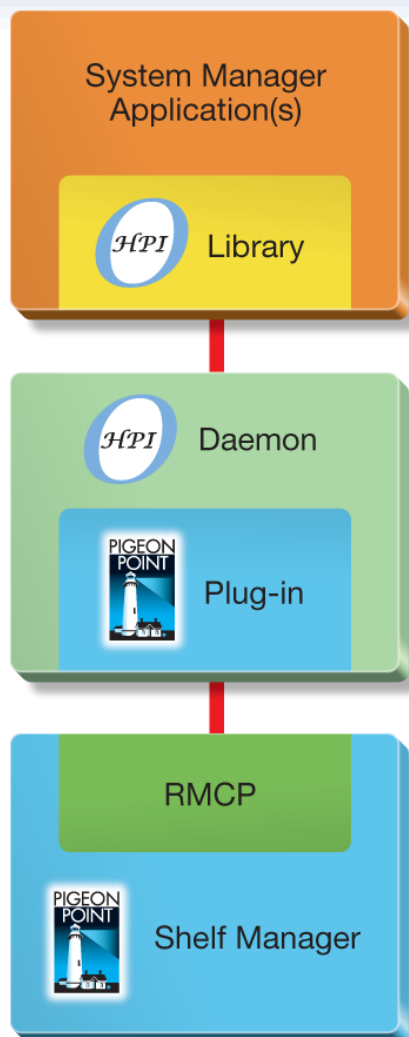 System Manager
Application(s)
HPI Library
HPI Daemon
PIGEON
POINT
Plug-in
RMCP
PIGEON
POINT
Shelf Manager